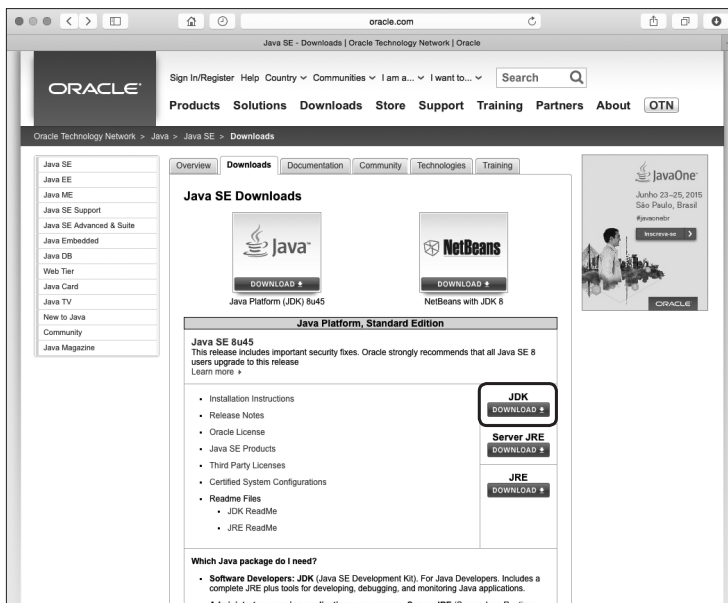 oracle.com
Java SE - Downloads | Oracle Technology Network | Oracle
ORACLE
Sign In/Register Help Country Communities I am a... I want to... Search
Products Solutions Downloads Store Support Training Partners About OTN
Oracle Technology Network > Java > Java SE > Downloads
Java SE
Java EE
Java ME
Java SE Support
Java SE Advanced & Suite
Java Embedded
Java DB
Web Tier
Java Card
Java TV
New to Java
Community
Java Magazine
Overview Downloads Documentation Community Technologies Training
Java SE Downloads
Java
DOWNLOAD
Java Platform (JDK) 8u45
NetBeans
DOWNLOAD
NetBeans with JDK 8
Java Platform, Standard Edition
Java SE 8u45
This release includes important security fixes. Oracle strongly recommends that all Java SE 8
users upgrade to this release
Learn more
• Installation Instructions
• Release Notes
• Oracle License
• Java SE Products
• Third Party Licenses
• Certified System Configurations
• Readme Files
• JDK ReadMe
• JRE ReadMe
JDK
DOWNLOAD
Server JRE
DOWNLOAD
JRE
DOWNLOAD
Which Java package do I need?
• Software Developers: JDK (Java SE Development Kit). For Java Developers. Includes a
complete JRE plus tools for developing, debugging, and monitoring Java applications.
JavaOne
Junho 23–25, 2015
São Paulo, Brasil
#javaonebr
Inscreva-se
ORACLE